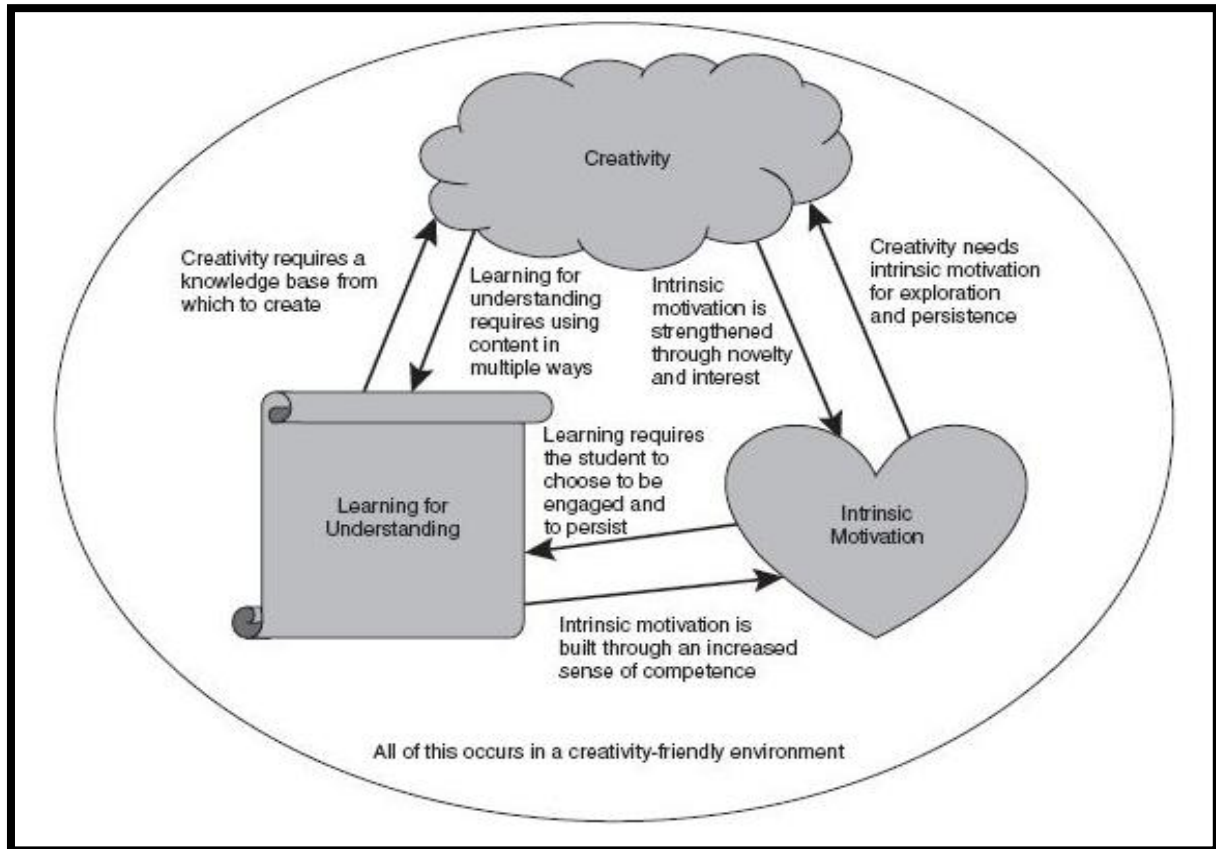 Creativity
Creativity requires a
knowledge base from
which to create
Learning for
understanding
requires using
content in
multiple ways
Intrinsic
motivation is
strengthened
through novelty
and interest
Creativity needs
intrinsic motivation
for exploration
and persistence
Learning for
Understanding
Learning requires
the student to
choose to be
engaged and
to persist
Intrinsic
Motivation
Intrinsic motivation is
built through an increased
sense of competence
All of this occurs in a creativity-friendly environment